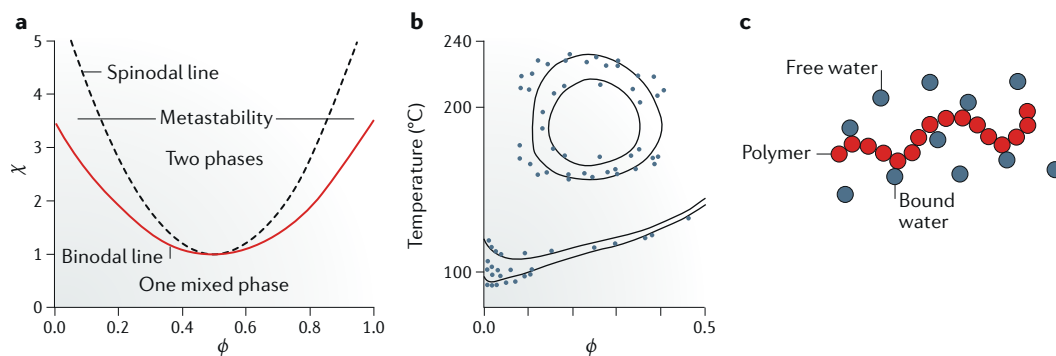 a
5
4
3
2
1
0
χ
Spinodal line
Metastability
Two phases
Binodal line
One mixed phase
0.0
0.2
0.4
0.6
0.8
1.0
ϕ
b
240
200
100
Temperature (°C)
0.0
0.5
ϕ
c
Free water
Polymer
Bound
water